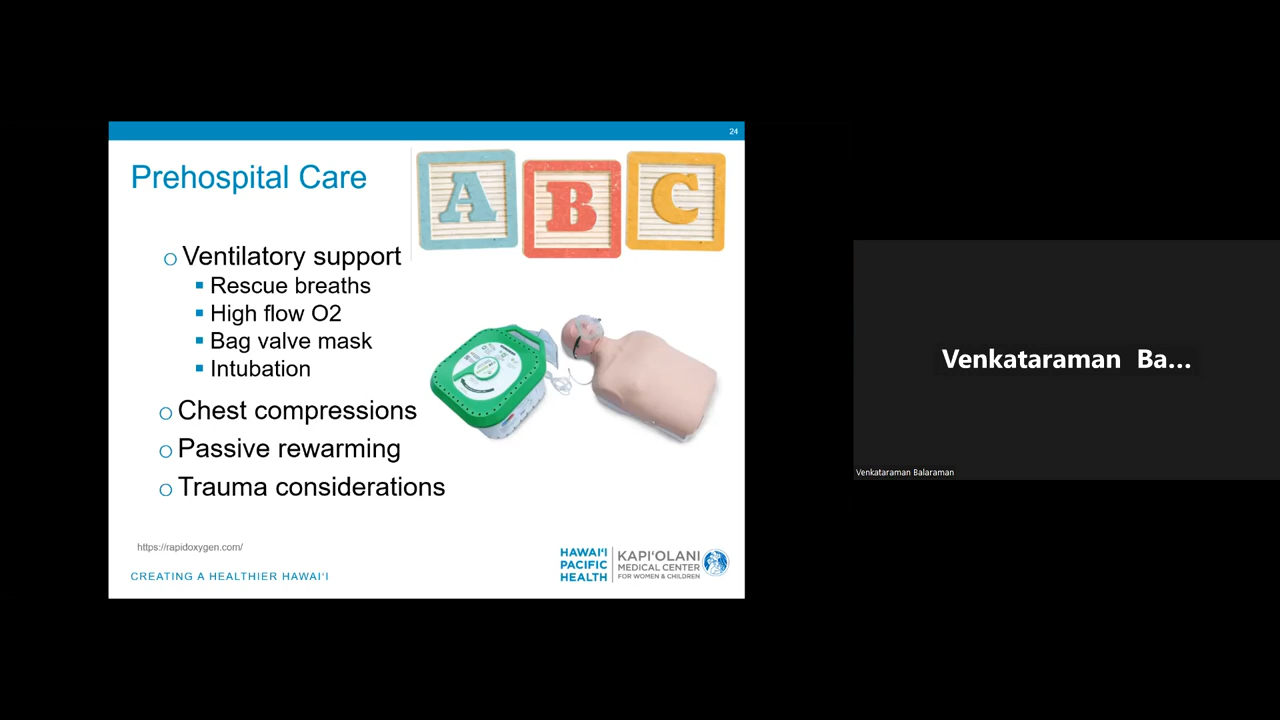 24
Prehospital Care
A B C
Ventilatory support
Rescue breaths
High flow O2
Bag valve mask
Intubation
Chest compressions
Passive rewarming
Trauma considerations
https://rapidoxygen.com/
CREATING A HEALTHIER HAWAI‘I
HAWAI‘I
PACIFIC
HEALTH
KAPI‘OLANI
MEDICAL CENTER
FOR WOMEN & CHILDREN
Venkataraman Ba...
Venkataraman Balaraman